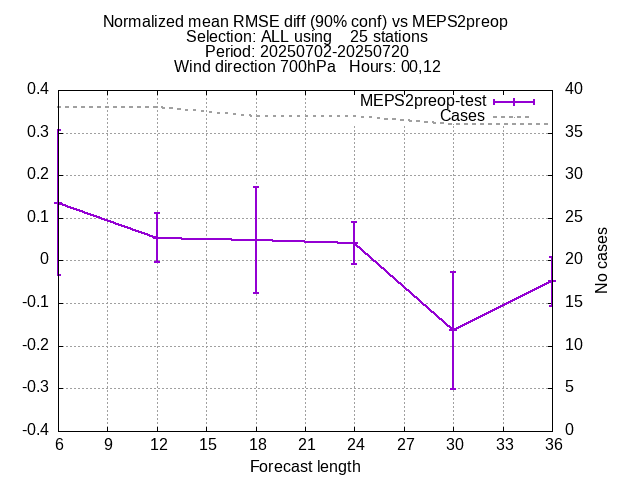 Normalized mean RMSE diff (90% conf) vs MEPS2preop
Selection: ALL using    25 stations
Period: 20250702-20250720
Wind direction 700hPa   Hours: 00,12
MEPS2preop-test
Cases
0.4
0.3
0.2
0.1
0
-0.1
-0.2
-0.3
-0.4
40
35
30
25
20
15
10
5
0
No cases
6 9 12 15 18 21 24 27 30 33 36
Forecast length